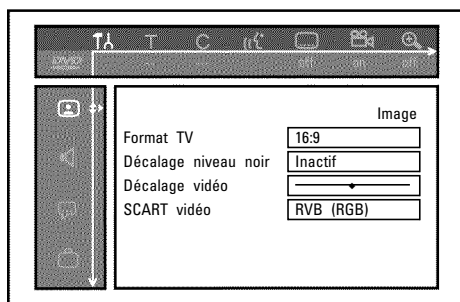 T C
off on off
DVD
Image
Format TV 16:9
Décalage niveau noir Inactif
Décalage vidéo
SCART vidéo RVB (RGB)